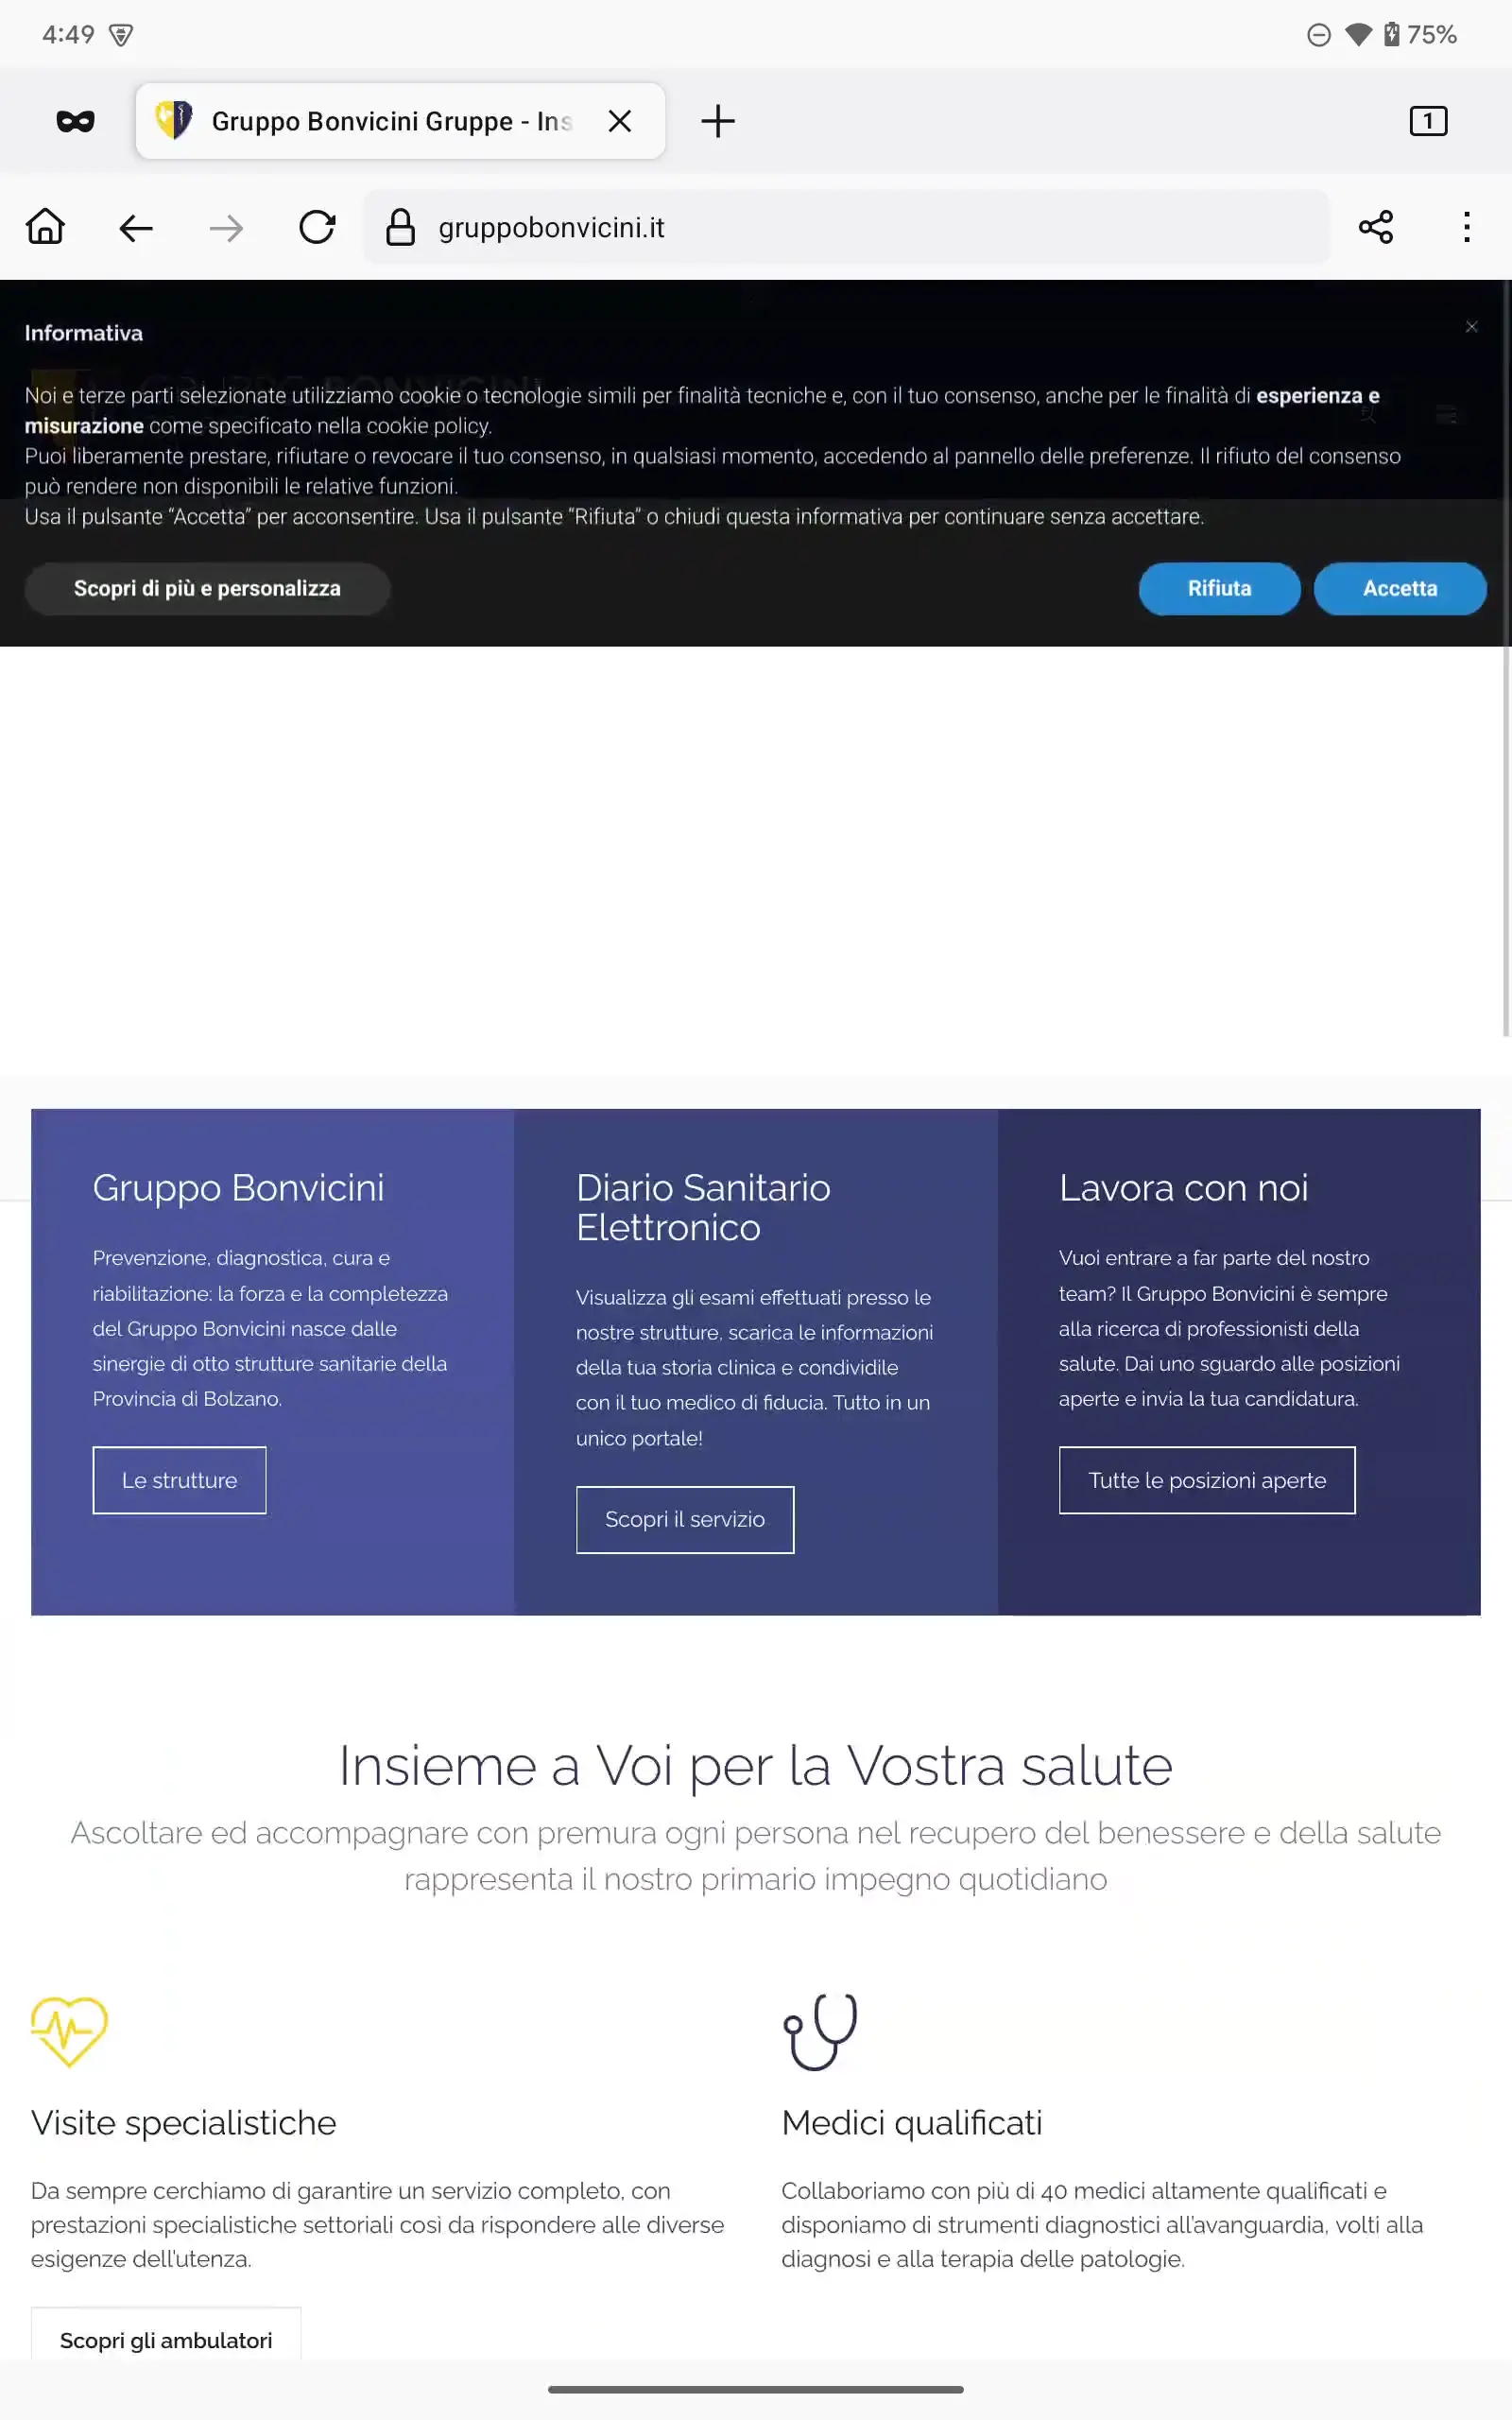 4:49
75%
Gruppo Bonvicini Gruppe - Ins
1
gruppobonvicini.it
Informativa
Noi e terze parti selezionate utilizziamo cookie o tecnologie simili per finalità tecniche e, con il tuo consenso, anche per le finalità di esperienza e
misurazione come specificato nella cookie policy.
Puoi liberamente prestare, rifiutare o revocare il tuo consenso, in qualsiasi momento, accedendo al pannello delle preferenze. Il rifiuto del consenso
può rendere non disponibili le relative funzioni.
Usa il pulsante “Accetta” per acconsentire. Usa il pulsante “Rifiuta” o chiudi questa informativa per continuare senza accettare.
Scopri di più e personalizza
Rifiuta
Accetta
Gruppo Bonvicini
Prevenzione, diagnostica, cura e
riabilitazione: la forza e la completezza
del Gruppo Bonvicini nasce dalle
sinergie di otto strutture sanitarie della
Provincia di Bolzano.
Le strutture
Diario Sanitario
Elettronico
Visualizza gli esami effettuati presso le
nostre strutture, scarica le informazioni
della tua storia clinica e condividile
con il tuo medico di fiducia. Tutto in un
unico portale!
Scopri il servizio
Lavora con noi
Vuoi entrare a far parte del nostro
team? Il Gruppo Bonvicini è sempre
alla ricerca di professionisti della
salute. Dai uno sguardo alle posizioni
aperte e invia la tua candidatura.
Tutte le posizioni aperte
Insieme a Voi per la Vostra salute
Ascoltare ed accompagnare con premura ogni persona nel recupero del benessere e della salute
rappresenta il nostro primario impegno quotidiano
Visite specialistiche
Da sempre cerchiamo di garantire un servizio completo, con
prestazioni specialistiche settoriali così da rispondere alle diverse
esigenze dell'utenza.
Scopri gli ambulatori
Medici qualificati
Collaboriamo con più di 40 medici altamente qualificati e
disponiamo di strumenti diagnostici all'avanguardia, volti alla
diagnosi e alla terapia delle patologie.